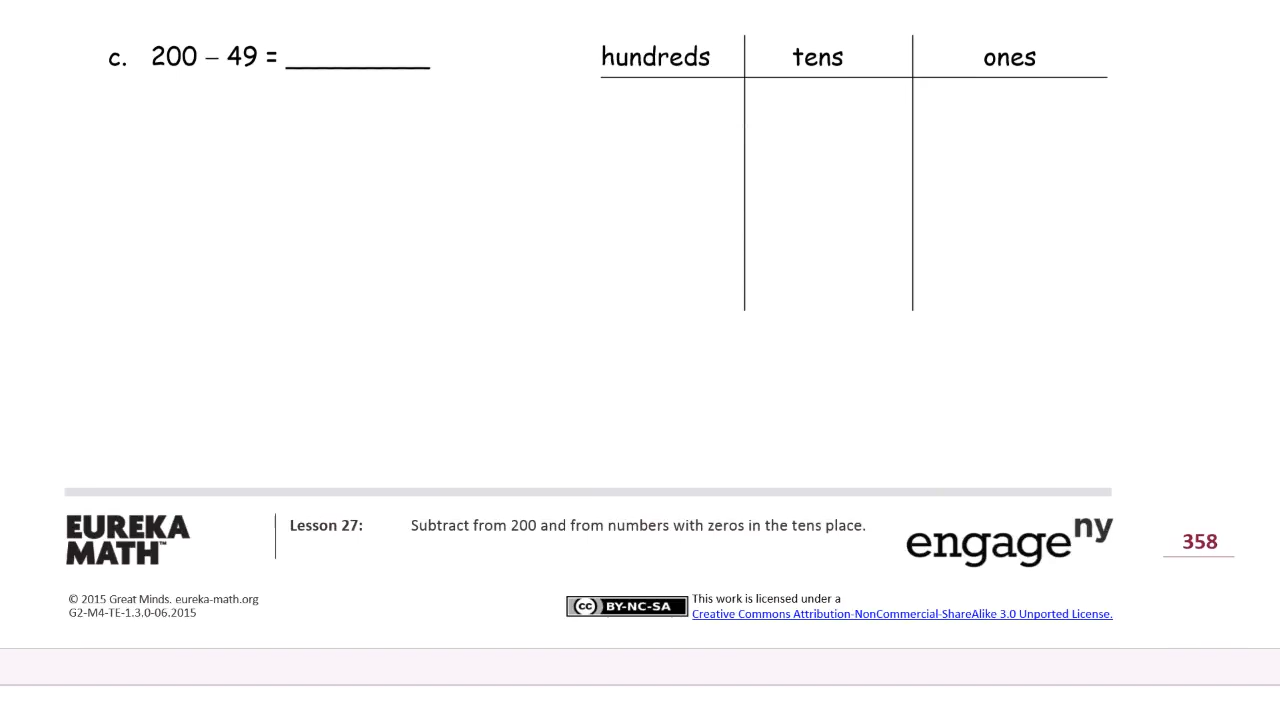 c. 200 – 49 = __________
hundreds tens ones
EUREKA
MATH™
Lesson 27: Subtract from 200 and from numbers with zeros in the tens place.
engage ny
358
© 2015 Great Minds. eureka-math.org
G2-M4-TE-1.3.0-06.2015
cc BY-NC-SA
This work is licensed under a
Creative Commons Attribution-NonCommercial-ShareAlike 3.0 Unported License.